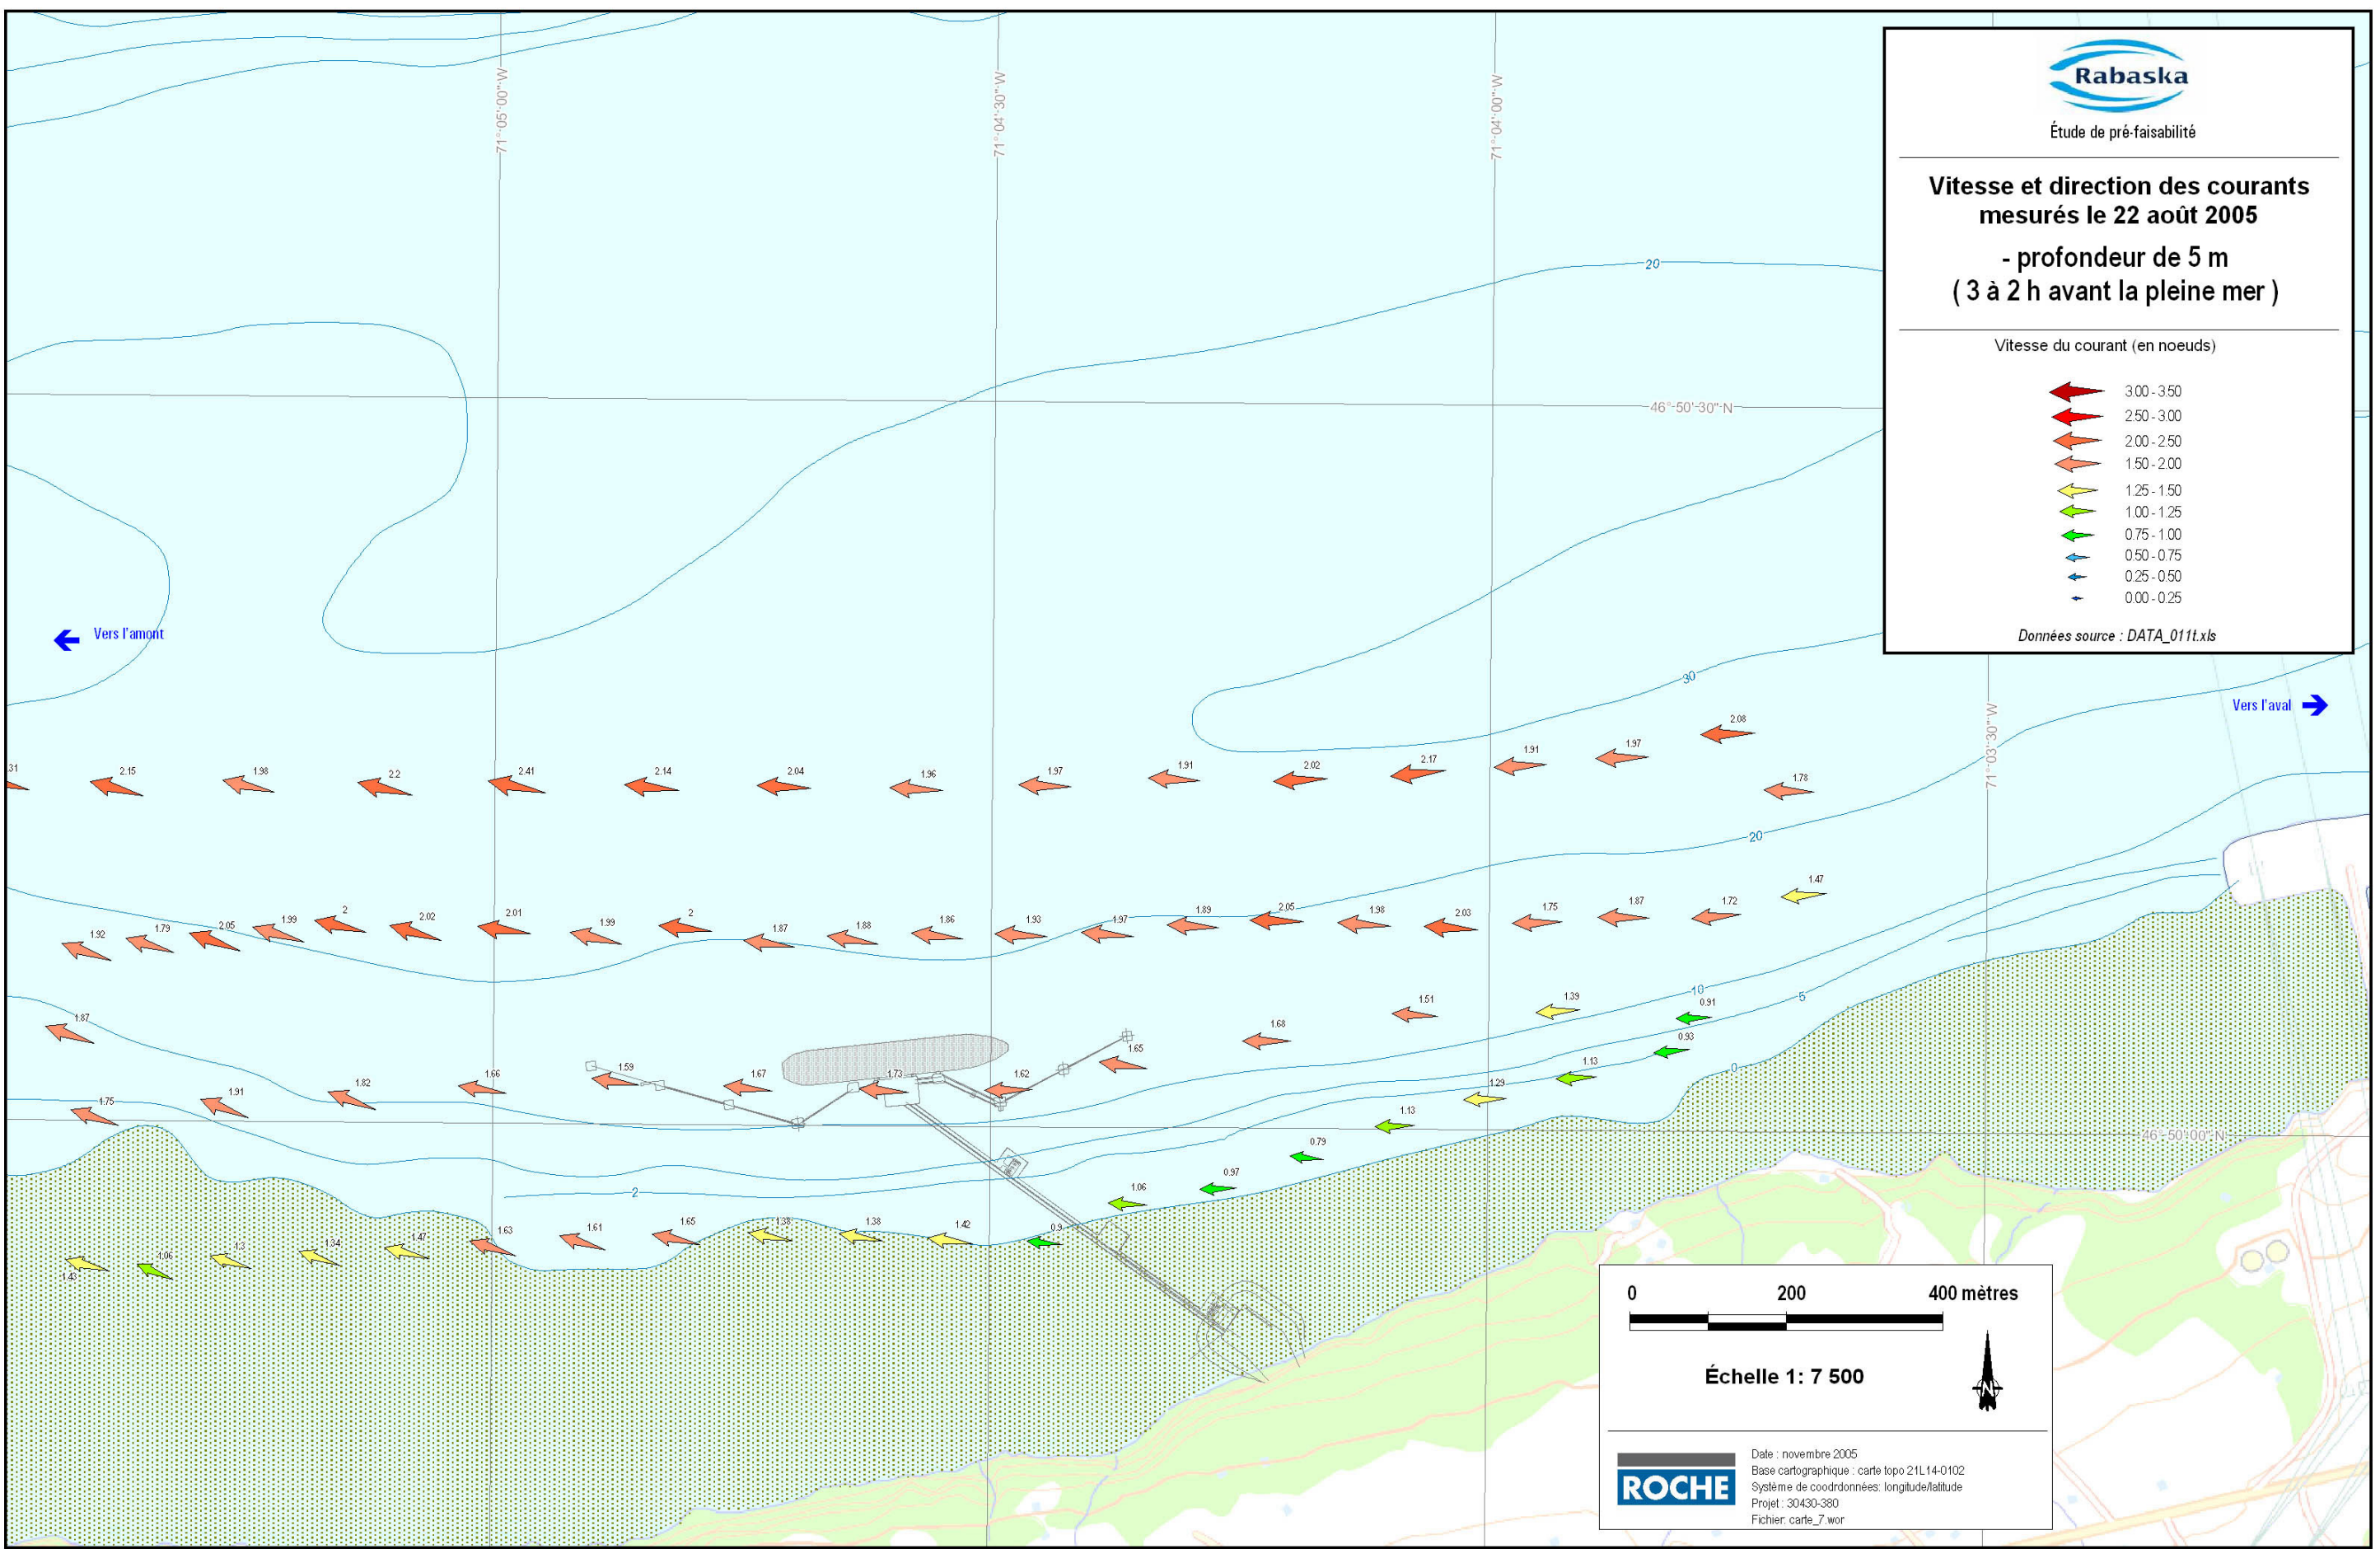 71°-05'-00"-W
71°-04'-30"-W
71°-04'-00"-W
Rabaska
Étude de pré-faisabilité
Vitesse et direction des courants
mesurés le 22 août 2005
- profondeur de 5 m
( 3 à 2 h avant la pleine mer )
Vitesse du courant (en noeuds)
3.00 - 3.50
2.50 - 3.00
2.00 - 2.50
1.50 - 2.00
1.25 - 1.50
1.00 - 1.25
0.75 - 1.00
0.50 - 0.75
0.25 - 0.50
0.00 - 0.25
Données source : DATA_011t.xls
20
46°-50'-30"-N
Vers l'amont
30
71°-03'-30"-W
Vers l'aval
2.08
.31
2.15
1.98
2.2
2.41
2.14
2.04
1.96
1.97
1.91
2.02
2.17
1.91
1.97
1.78
20
1.47
1.92
1.79
2.05
1.99
2
2.02
2.01
1.99
2
1.87
1.88
1.86
1.93
1.97
1.89
2.05
1.98
2.03
1.75
1.87
1.72
10
5
1.87
1.68
1.51
1.39
0.91
0.93
1.75
1.91
1.82
1.66
1.59
1.67
1.73
1.62
1.65
1.13
1.29
1.13
0
0.79
46°-50'-00"-N
2
0.97
1.06
1.43
1.06
1.3
1.34
1.47
1.63
1.61
1.65
1.38
1.38
1.42
0.9
0 200 400 mètres
Échelle 1: 7 500
N
ROCHE
Date : novembre 2005
Base cartographique : carte topo 21L14-0102
Système de coodrdonnées: longitude/latitude
Projet : 30430-380
Fichier: carte_7.wor